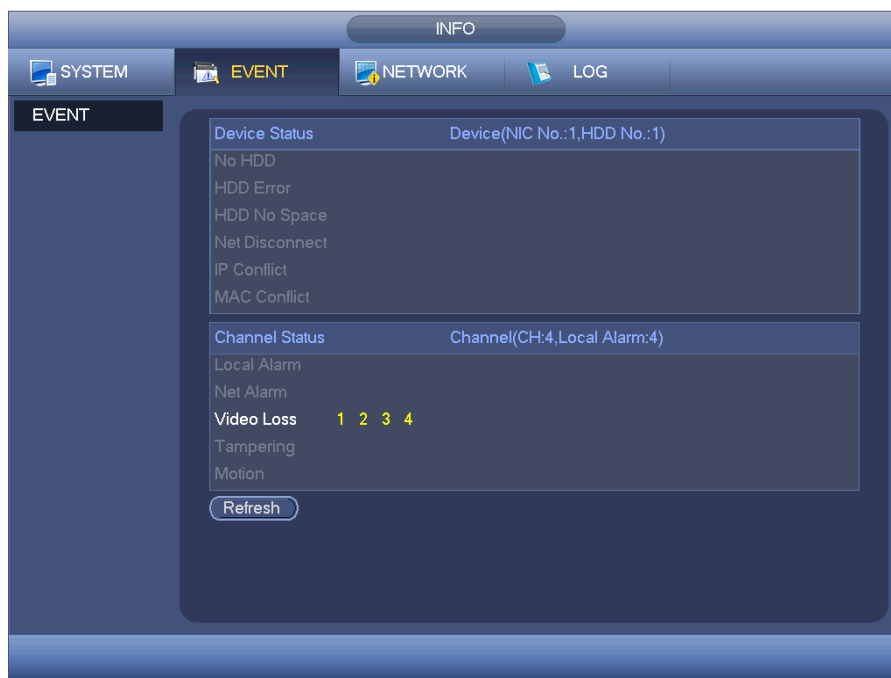 INFO
SYSTEM EVENT NETWORK LOG
EVENT
Device Status Device(NIC No.:1,HDD No.:1)
No HDD
HDD Error
HDD No Space
Net Disconnect
IP Conflict
MAC Conflict
Channel Status Channel(CH:4,Local Alarm:4)
Local Alarm
Net Alarm
Video Loss 1 2 3 4
Tampering
Motion
Refresh